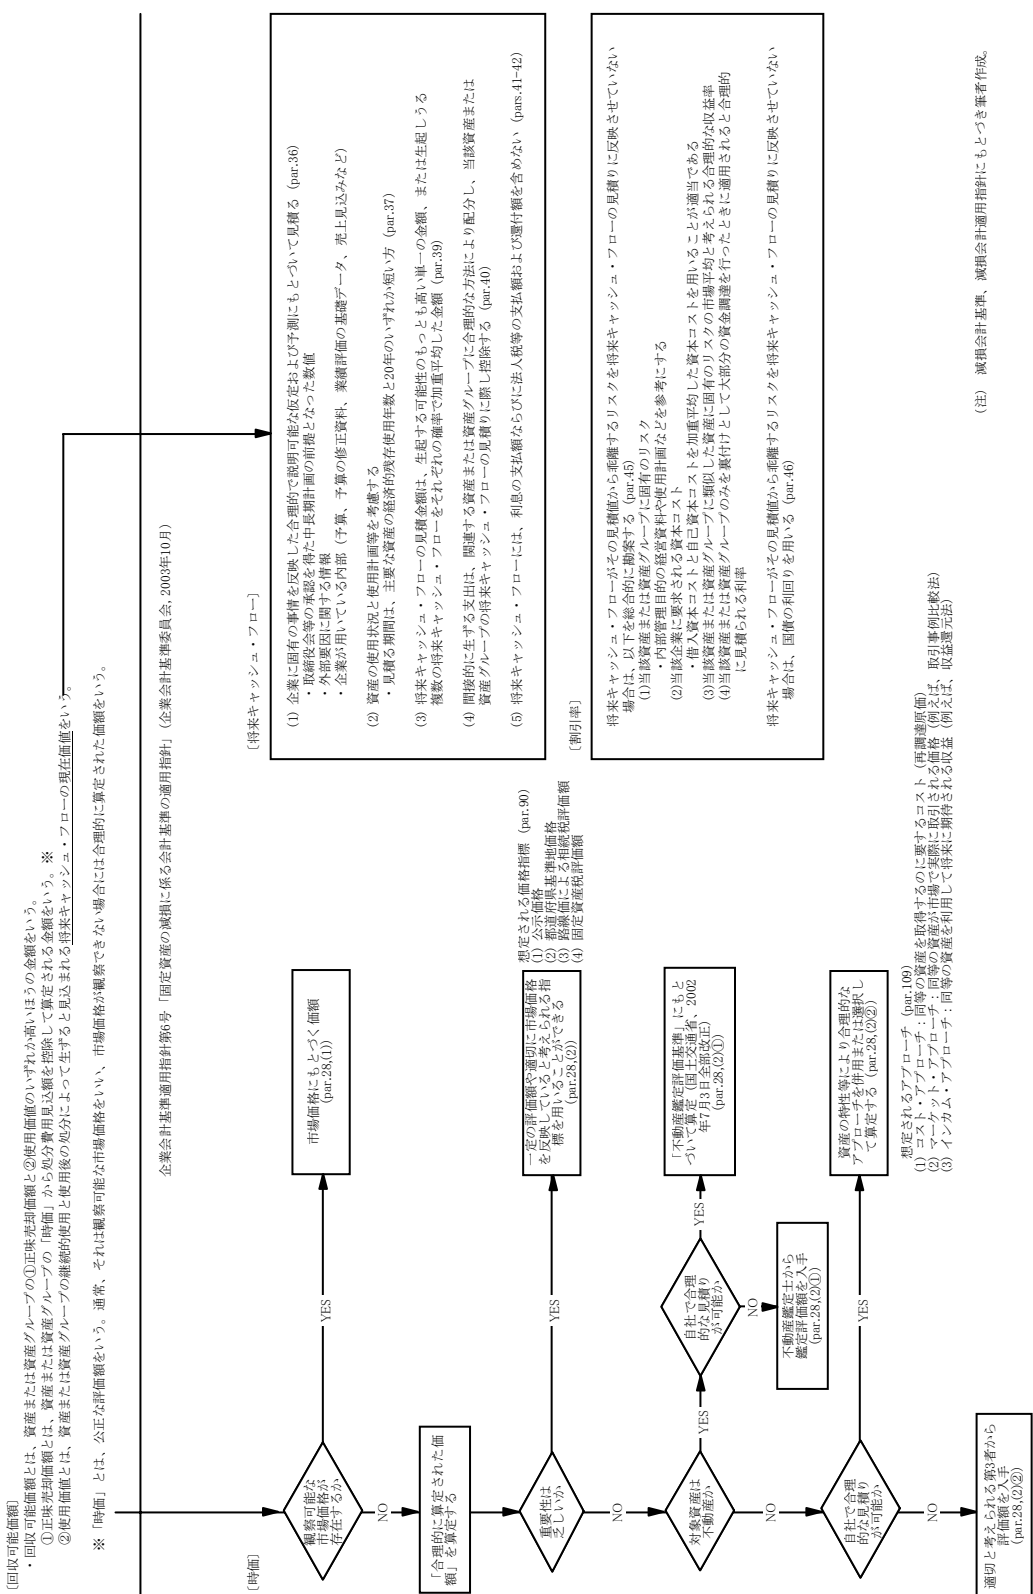 [回収可能価額]
・回収可能価額とは、資産または資産グループの①正味売却価額と②使用価値のいずれか高いほうの金額をいう。
①正味売却価額とは、資産または資産グループの「時価」から処分費用見込額を控除して算定される金額をいう。※
②使用価値とは、資産または資産グループの継続的使用と使用後の処分によって生ずると見込まれる将来キャッシュ・フローの現在価値をいう。
※「時価」とは、公正な評価額をいう。通常、それは観察可能な市場価格をいい、市場価格が観察できない場合には合理的に算定された価額をいう。
企業会計基準適用指針第6号「固定資産の減損に係る会計基準の適用指針」(企業会計基準委員会, 2003年10月)
[時価]
観察可能な
市場価格が
存在するか
YES
市場価格にもとづく価額
(par.28,(1))
NO
「合理的に算定された価
額」を算定する
重要性は
乏しいか
YES
一定の評価額や適切に市場価格
を反映していると考えられる指
標を用いることができる
(par.28,(2))
想定される価格指標 (par.90)
(1) 公示価格
(2) 都道府県基準地価格
(3) 路線価による相続税評価額
(4) 固定資産税評価額
NO
対象資産は
不動産か
YES
自社で合理
的な見積り
が可能か
YES
「不動産鑑定評価基準」にもと
づいて算定（国土交通省、2002
年7月3日全部改正）
(par.28,(2)①)
NO
不動産鑑定士から
鑑定評価額を入手
(par.28,(2)①)
NO
自社で合理
的な見積り
が可能か
YES
資産の特性等により合理的な
アプローチを併用または選択し
て算定する (par.28,(2)②)
想定されるアプローチ (par.109)
(1) コスト・アプローチ：同等の資産を取得するのに要するコスト（再調達原価）
(2) マーケット・アプローチ：同等の資産が市場で実際に取引される価格（例えば、取引事例比較法）
(3) インカム・アプローチ：同等の資産を利用して将来に期待される収益（例えば、収益還元法）
NO
適切と考えられる第3者から
評価額を入手
(par.28,(2)②)
[将来キャッシュ・フロー]
(1) 企業に固有の事情を反映した合理的で説明可能な仮定および予測にもとづいて見積る (par.36)
・取締役会等の承認を得た中長期計画の前提となった数値
・外部要因に関する情報
・企業が用いている内部（予算、予算の修正資料、業績評価の基礎データ、売上見込みなど）
(2) 資産の使用状況と使用計画等を考慮する
・見積る期間は、主要な資産の経済的残存使用年数と20年のいずれか短い方 (par.37)
(3) 将来キャッシュ・フローの見積金額は、生起する可能性のもっとも高い単一の金額、または生起しうる
複数の将来キャッシュ・フローをそれぞれの確率で加重平均した金額 (par.39)
(4) 間接的に生ずる支出は、関連する資産または資産グループに合理的な方法により配分し、当該資産または
資産グループの将来キャッシュ・フローの見積りに際し控除する (par.40)
(5) 将来キャッシュ・フローには、利息の支払額ならびに法人税等の支払額および還付額を含めない (pars.41-42)
[割引率]
将来キャッシュ・フローがその見積値から乖離するリスクを将来キャッシュ・フローの見積りに反映させていない
場合は、以下を総合的に勘案する (par.45)
(1)当該資産または資産グループに固有のリスク
・内部管理目的の経営資料や使用計画などを参考にする
(2)当該企業に要求される資本コスト
・借入資本コストと自己資本コストを加重平均した資本コストを用いることが適当である
(3)当該資産または資産グループに類似した資産に固有のリスクの市場平均と考えられる合理的な収益率
(4)当該資産または資産グループのみを裏付けとして大部分の資金調達を行ったときに適用されると合理的
に見積られる利率
将来キャッシュ・フローがその見積値から乖離するリスクを将来キャッシュ・フローの見積りに反映させていない
場合は、国債の利回りを用いる (par.46)
(注) 減損会計基準、減損会計適用指針にもとづき筆者作成。